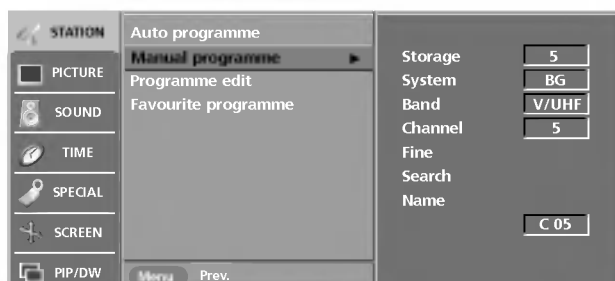 STATION
PICTURE
SOUND
TIME
SPECIAL
SCREEN
PIP/DW
Auto programme
Manual programme
Programme edit
Favourite programme
Menu Prev.
Storage 5
System BG
Band V/UHF
Channel 5
Fine
Search
Name
C 05